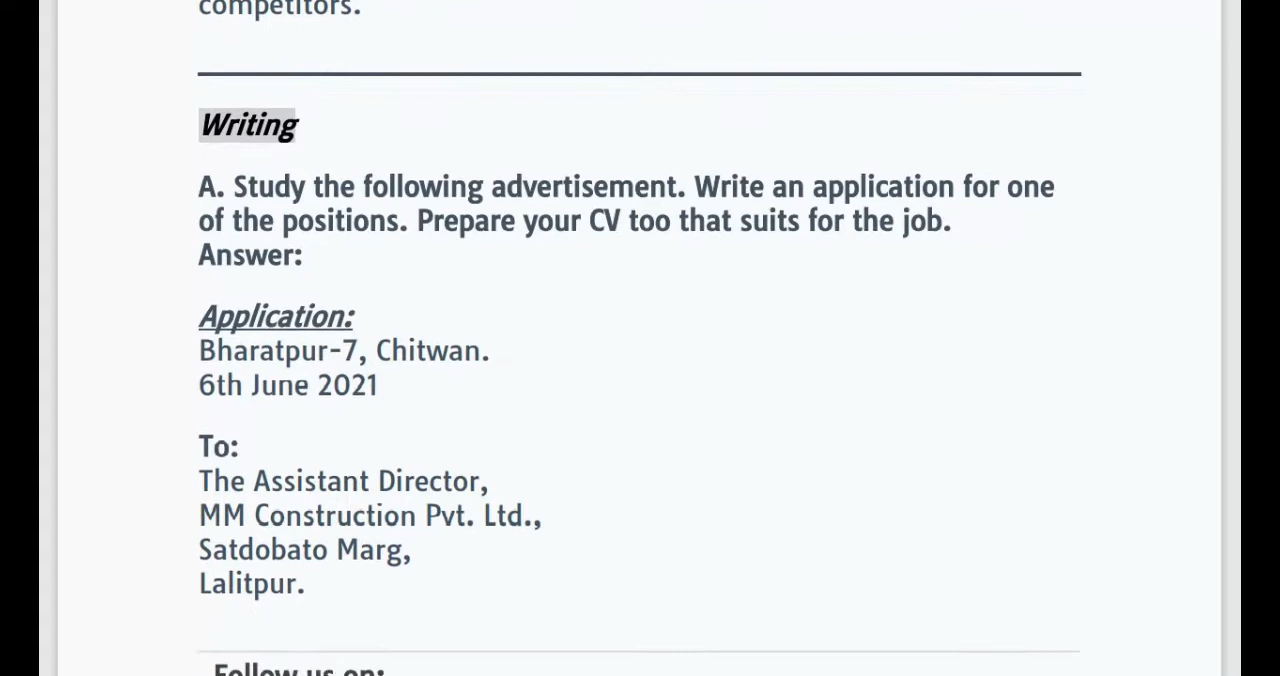 competitors.
Writing
A. Study the following advertisement. Write an application for one
of the positions. Prepare your CV too that suits for the job.
Answer:
Application:
Bharatpur-7, Chitwan.
6th June 2021
To:
The Assistant Director,
MM Construction Pvt. Ltd.,
Satdobato Marg,
Lalitpur.
Follow us on: